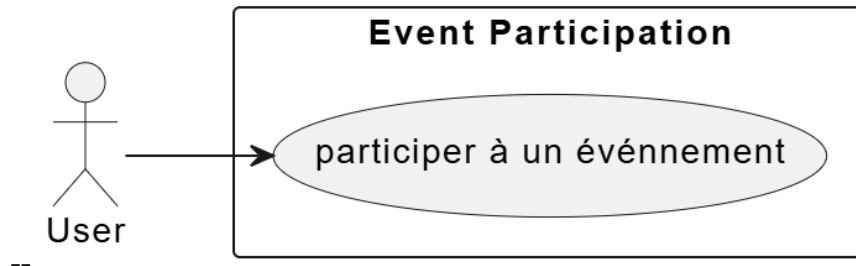 Event Participation
participer à un événnement
User
--